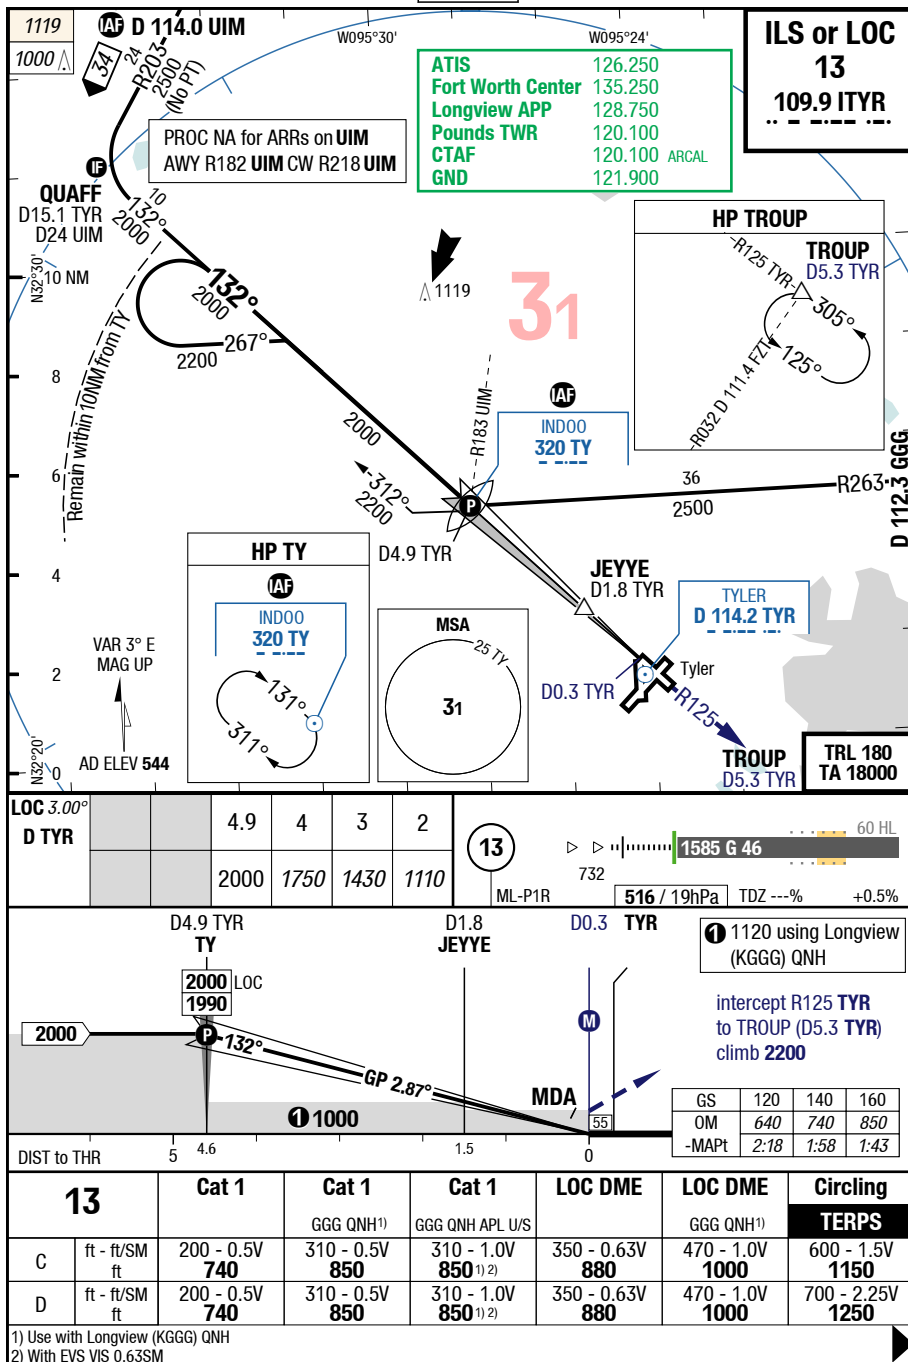 1119
1000
IAF D 114.0 UIM
34
24
R203
2500
(No PT)
W095°30'
W095°24'
ILS or LOC
13
109.9 ITYR
ATIS 126.250
Fort Worth Center 135.250
Longview APP 128.750
Pounds TWR 120.100
CTAF 120.100 ARCAL
GND 121.900
PROC NA for ARRs on UIM
AWY R182 UIM CW R218 UIM
IF
QUAFF
D15.1 TYR
D24 UIM
10
132°
2000
N32°30'
10 NM
132°
2000
2200
267°
Remain within 10NM from TY
1119
31
HP TROUP
R125 TYR
TROUP
D5.3 TYR
305°
125°
R032 D 111.4 FZT
8
2000
R183 UIM
IAF
INDOO
320 TY
6
312°
2200
P
36
2500
R263
D 112.3 GGG
D4.9 TYR
HP TY
IAF
INDOO
320 TY
131°
311°
JEYYE
D1.8 TYR
4
MSA
25 TY
31
TYLER
D 114.2 TYR
VAR 3° E
MAG UP
2
D0.3 TYR
Tyler
R125
AD ELEV 544
N32°20'
0
TROUP
D5.3 TYR
TRL 180
TA 18000
LOC 3.00°
D TYR
4.9 4 3 2
2000 1750 1430 1110
13
ML-P1R
732
60 HL
1585 G 46
516 / 19hPa TDZ ---% +0.5%
D4.9 TYR
TY
D1.8
JEYYE
D0.3 TYR
1 1120 using Longview
(KGGG) QNH
2000 LOC
1990
2000
P
132°
GP 2.87°
M
intercept R125 TYR
to TROUP (D5.3 TYR)
climb 2200
MDA
1 1000
55
GS 120 140 160
OM 640 740 850
-MAPt 2:18 1:58 1:43
DIST to THR 5 4.6 1.5 0
13 Cat 1 Cat 1 Cat 1 LOC DME LOC DME Circling
GGG QNH1) GGG QNH APL U/S GGG QNH1) TERPS
C ft - ft/SM 200 - 0.5V 310 - 0.5V 310 - 1.0V 350 - 0.63V 470 - 1.0V 600 - 1.5V
ft 740 850 850 1) 2) 880 1000 1150
D ft - ft/SM 200 - 0.5V 310 - 0.5V 310 - 1.0V 350 - 0.63V 470 - 1.0V 700 - 2.25V
ft 740 850 850 1) 2) 880 1000 1250
1) Use with Longview (KGGG) QNH
2) With EVS VIS 0.63SM